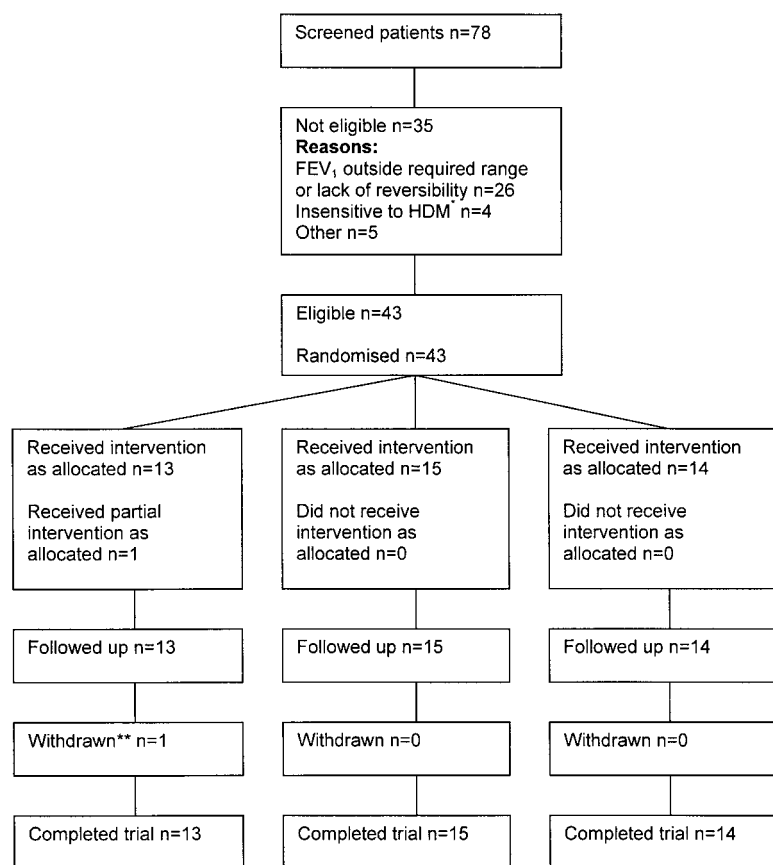 Screened patients n=78
Not eligible n=35
Reasons:
FEV₁ outside required range
or lack of reversibility n=26
Insensitive to HDM* n=4
Other n=5
Eligible n=43
Randomised n=43
Received intervention
as allocated n=13
Received partial
intervention as
allocated n=1
Received intervention
as allocated n=15
Did not receive
intervention as
allocated n=0
Received intervention
as allocated n=14
Did not receive
intervention as
allocated n=0
Followed up n=13
Followed up n=15
Followed up n=14
Withdrawn** n=1
Withdrawn n=0
Withdrawn n=0
Completed trial n=13
Completed trial n=15
Completed trial n=14